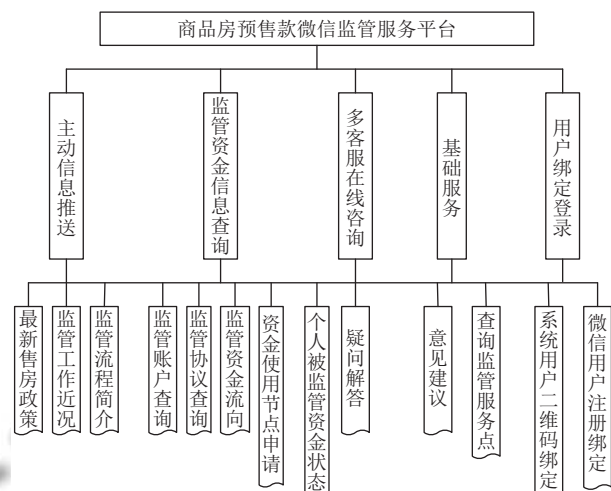 商品房预售款微信监管服务平台
主动信息推送
监管资金信息查询
多客服在线咨询
基础服务
用户绑定登录
最新售房政策
监管工作近况
监管流程简介
监管账户查询
监管协议查询
监管资金流向
资金使用节点申请
个人被监管资金状态
疑问解答
意见建议
查询监管服务点
系统用户二维码绑定
微信用户注册绑定